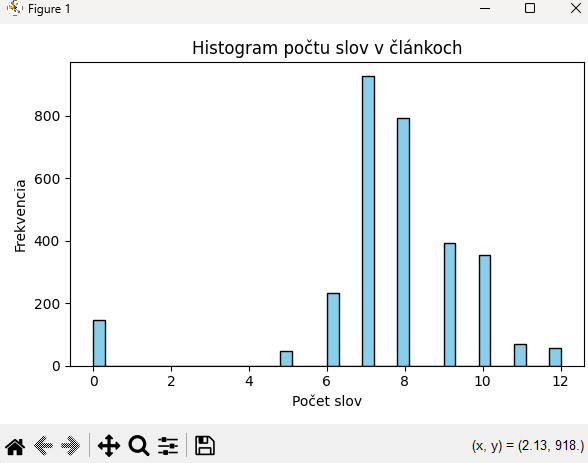 Figure 1
Histogram počtu slov v článkoch
Frekvencia
800
600
400
200
0
0 2 4 6 8 10 12
Počet slov
(x, y) = (2.13, 918.)